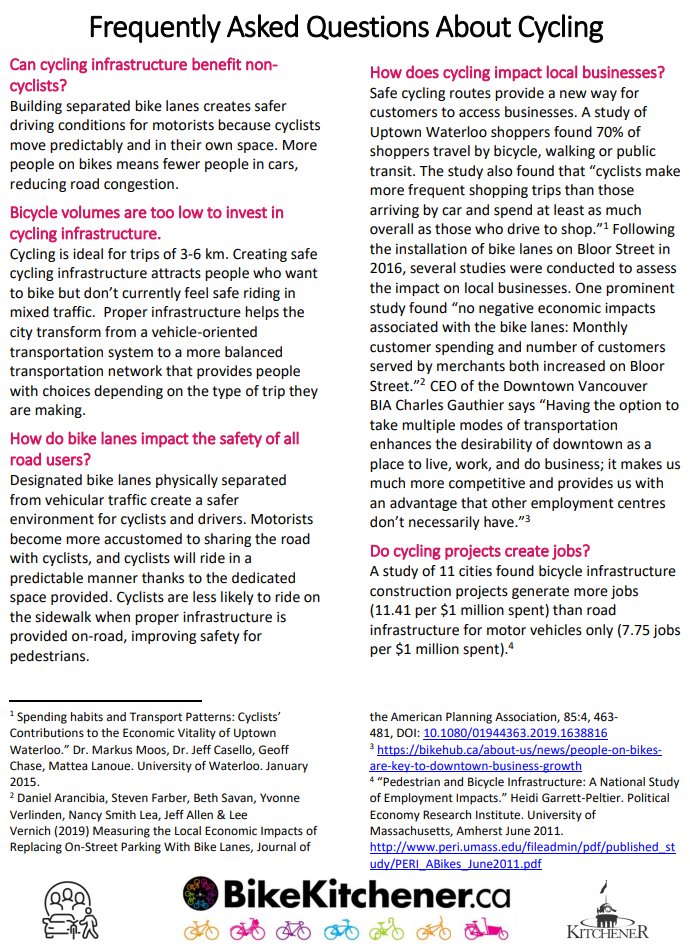 Frequently Asked Questions About Cycling
Can cycling infrastructure benefit non-
cyclists?
Building separated bike lanes creates safer
driving conditions for motorists because cyclists
move predictably and in their own space. More
people on bikes means fewer people in cars,
reducing road congestion.
Bicycle volumes are too low to invest in
cycling infrastructure.
Cycling is ideal for trips of 3-6 km. Creating safe
cycling infrastructure attracts people who want
to bike but don't currently feel safe riding in
mixed traffic.  Proper infrastructure helps the
city transform from a vehicle-oriented
transportation system to a more balanced
transportation network that provides people
with choices depending on the type of trip they
are making.
How do bike lanes impact the safety of all
road users?
Designated bike lanes physically separated
from vehicular traffic create a safer
environment for cyclists and drivers. Motorists
become more accustomed to sharing the road
with cyclists, and cyclists will ride in a
predictable manner thanks to the dedicated
space provided. Cyclists are less likely to ride on
the sidewalk when proper infrastructure is
provided on-road, improving safety for
pedestrians.
How does cycling impact local businesses?
Safe cycling routes provide a new way for
customers to access businesses. A study of
Uptown Waterloo shoppers found 70% of
shoppers travel by bicycle, walking or public
transit. The study also found that “cyclists make
more frequent shopping trips than those
arriving by car and spend at least as much
overall as those who drive to shop.”¹ Following
the installation of bike lanes on Bloor Street in
2016, several studies were conducted to assess
the impact on local businesses. One prominent
study found “no negative economic impacts
associated with the bike lanes: Monthly
customer spending and number of customers
served by merchants both increased on Bloor
Street.”² CEO of the Downtown Vancouver
BIA Charles Gauthier says “Having the option to
take multiple modes of transportation
enhances the desirability of downtown as a
place to live, work, and do business; it makes us
much more competitive and provides us with
an advantage that other employment centres
don’t necessarily have.”³
Do cycling projects create jobs?
A study of 11 cities found bicycle infrastructure
construction projects generate more jobs
(11.41 per $1 million spent) than road
infrastructure for motor vehicles only (7.75 jobs
per $1 million spent).⁴
¹ Spending habits and Transport Patterns: Cyclists’
Contributions to the Economic Vitality of Uptown
Waterloo.” Dr. Markus Moos, Dr. Jeff Casello, Geoff
Chase, Mattea Lanoue. University of Waterloo. January
2015.
² Daniel Arancibia, Steven Farber, Beth Savan, Yvonne
Verlinden, Nancy Smith Lea, Jeff Allen & Lee
Vernich (2019) Measuring the Local Economic Impacts of
Replacing On-Street Parking With Bike Lanes, Journal of
the American Planning Association, 85:4, 463-
481, DOI: 10.1080/01944363.2019.1638816
³ https://bikehub.ca/about-us/news/people-on-bikes-
are-key-to-downtown-business-growth
⁴ “Pedestrian and Bicycle Infrastructure: A National Study
of Employment Impacts.” Heidi Garrett-Peltier. Political
Economy Research Institute. University of
Massachusetts, Amherst June 2011.
http://www.peri.umass.edu/fileadmin/pdf/published_st
udy/PERI_ABikes_June2011.pdf
BikeKitchener.ca
KITCHENER